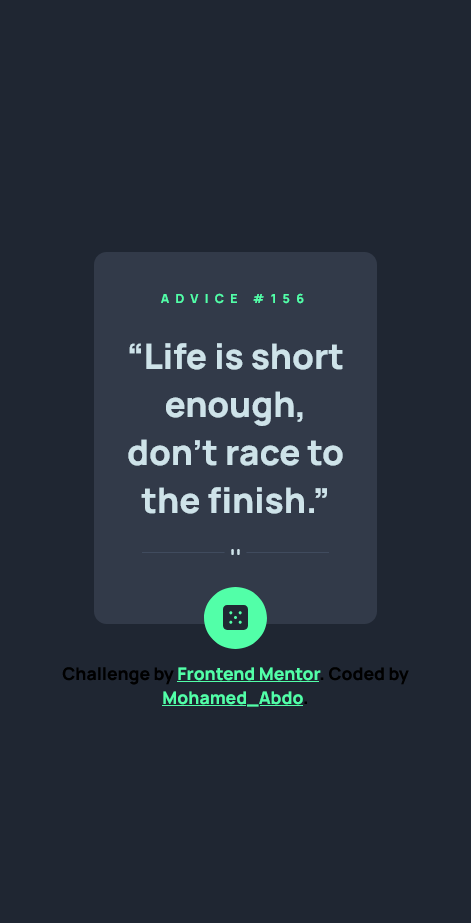 ADVICE #156
“Life is short
enough,
don’t race to
the finish.”
Challenge by Frontend Mentor. Coded by
Mohamed_Abdo.